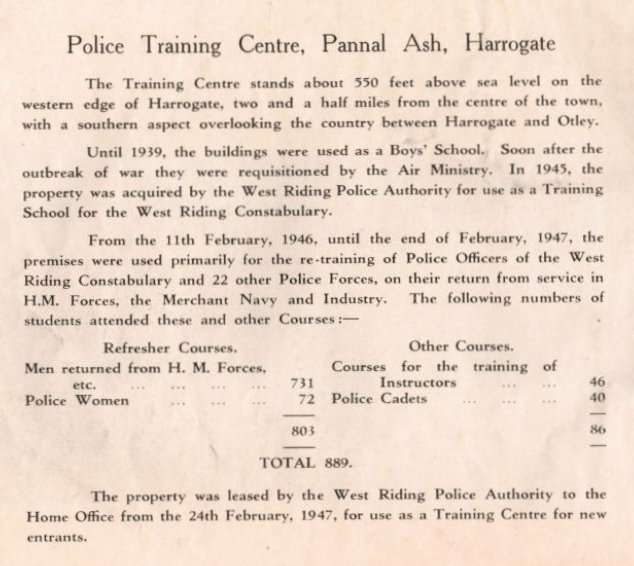 Police Training Centre, Pannal Ash, Harrogate
The Training Centre stands about 550 feet above sea level on the
western edge of Harrogate, two and a half miles from the centre of the town,
with a southern aspect overlooking the country between Harrogate and Otley.
Until 1939, the buildings were used as a Boys' School. Soon after the
outbreak of war they were requisitioned by the Air Ministry. In 1945, the
property was acquired by the West Riding Police Authority for use as a Training
School for the West Riding Constabulary.
From the 11th February, 1946, until the end of February, 1947, the
premises were used primarily for the re-training of Police Officers of the West
Riding Constabulary and 22 other Police Forces, on their return from service in
H.M. Forces, the Merchant Navy and Industry. The following numbers of
students attended these and other Courses:—
Refresher Courses.
Men returned from H. M. Forces,
etc. ... ... ... ... 731
Police Women ... ... ... 72
803
Other Courses.
Courses for the training of
Instructors ... ... 46
Police Cadets ... ... ... 40
86
TOTAL 889.
The property was leased by the West Riding Police Authority to the
Home Office from the 24th February, 1947, for use as a Training Centre for new
entrants.